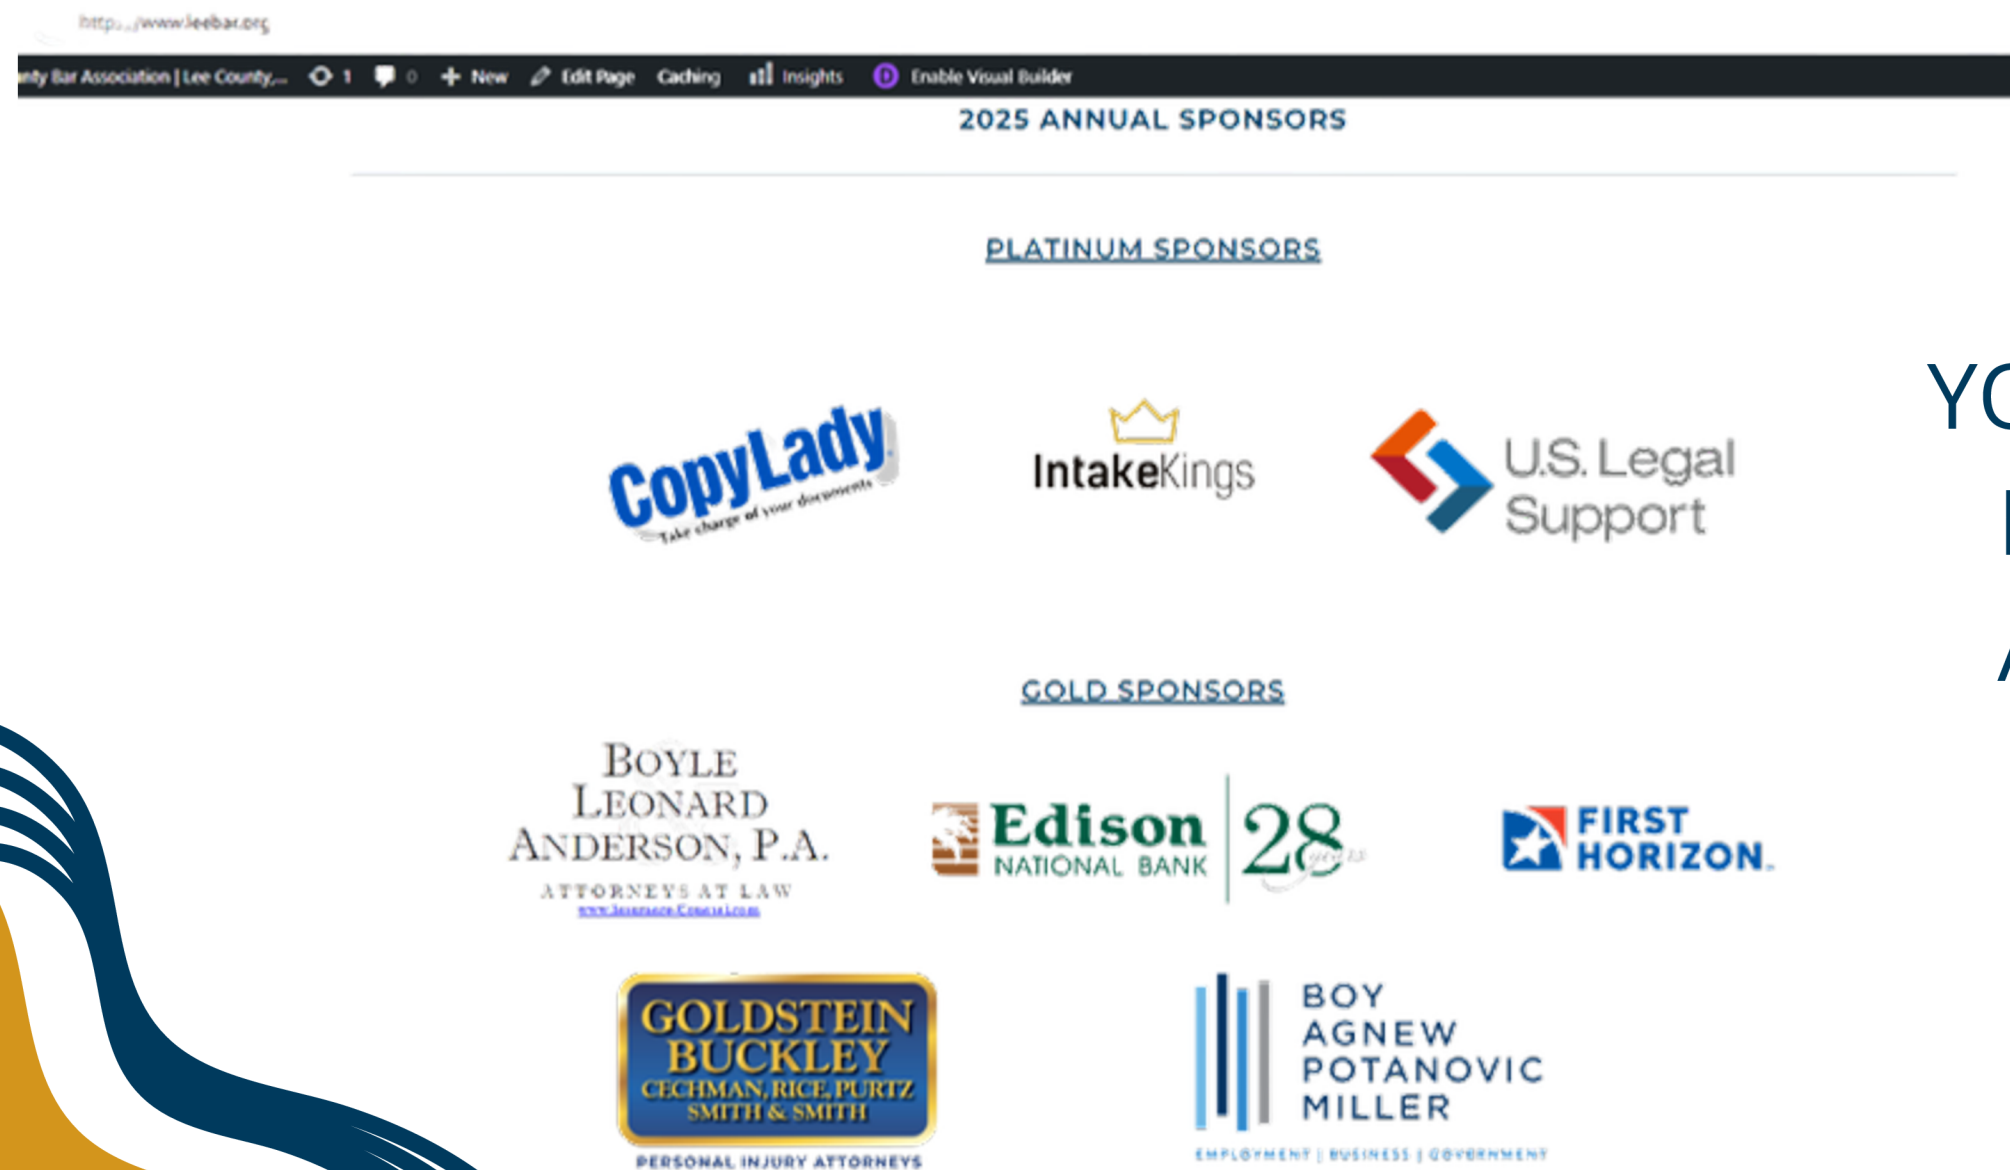 www.leebar.org
nty Bar Association | Lee County,... 1 0 + New Edit Page Caching Insights Enable Visual Builder
2025 ANNUAL SPONSORS
PLATINUM SPONSORS
CopyLady
Take charge of your documents
IntakeKings
U.S. Legal
Support
YO
GOLD SPONSORS
BOYLE
LEONARD
ANDERSON, P.A.
ATTORNEYS AT LAW
Edison
NATIONAL BANK
28
years
FIRST
HORIZON
GOLDSTEIN
BUCKLEY
CECHMAN, RICE, PURTZ
SMITH & SMITH
PERSONAL INJURY ATTORNEYS
BOY
AGNEW
POTANOVIC
MILLER
EMPLOYMENT | BUSINESS | GOVERNMENT